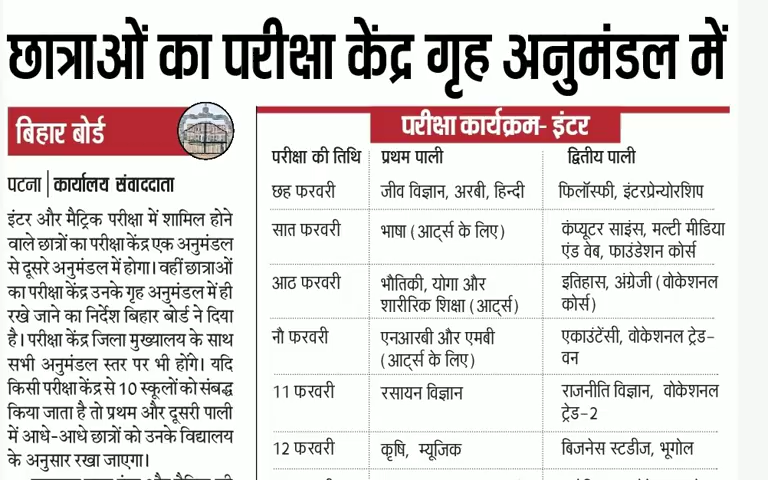 छात्राओं का परीक्षा केंद्र गृह अनुमंडल में
बिहार बोर्ड
पटना | कार्यालय संवाददाता
इंटर और मैट्रिक परीक्षा में शामिल होने
वाले छात्रों का परीक्षा केंद्र एक अनुमंडल
से दूसरे अनुमंडल में होगा। वहीं छात्राओं
का परीक्षा केंद्र उनके गृह अनुमंडल में ही
रखे जाने का निर्देश बिहार बोर्ड ने दिया
है। परीक्षा केंद्र जिला मुख्यालय के साथ
सभी अनुमंडल स्तर पर भी होंगे। यदि
किसी परीक्षा केंद्र से 10 स्कूलों को संबद्ध
किया जाता है तो प्रथम और दूसरी पाली
में आधे-आधे छात्रों को उनके विद्यालय
के अनुसार रखा जाएगा।
परीक्षा कार्यक्रम- इंटर
परीक्षा की तिथि प्रथम पाली द्वितीय पाली
छह फरवरी जीव विज्ञान, अरबी, हिन्दी फिलॉस्फी, इंटरप्रेन्योरशिप
सात फरवरी भाषा (आर्ट्स के लिए) कंप्यूटर साइंस, मल्टी मीडिया
एंड वेब, फाउंडेशन कोर्स
आठ फरवरी भौतिकी, योगा और इतिहास, अंग्रेजी (वोकेशनल
शारीरिक शिक्षा (आर्ट्स) कोर्स)
नौ फरवरी एनआरबी और एमबी एकाउंटेंसी, वोकेशनल ट्रेड-
(आर्ट्स के लिए) वन
11 फरवरी रसायन विज्ञान राजनीति विज्ञान, वोकेशनल
ट्रेड-2
12 फरवरी कृषि, म्यूजिक बिजनेस स्टडीज, भूगोल